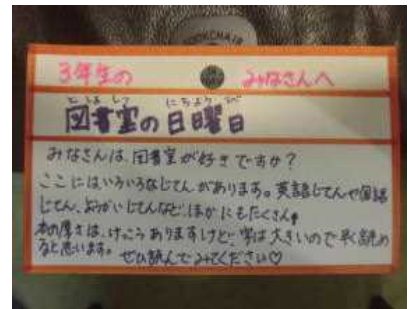 CHAIR
3年生の みなさんへ
としょしつ にちようび
図書室の日曜日
みなさんは、図書室が好きですか?
ここにはいろいろなじてんがあります。英語じてんや国語
じてん、ようかいじてんなど、ほかにもたくさん
本の厚さは、けっこうありますけど、字は大きいので早く読め
ると思います。ぜひ読んでみてください♡